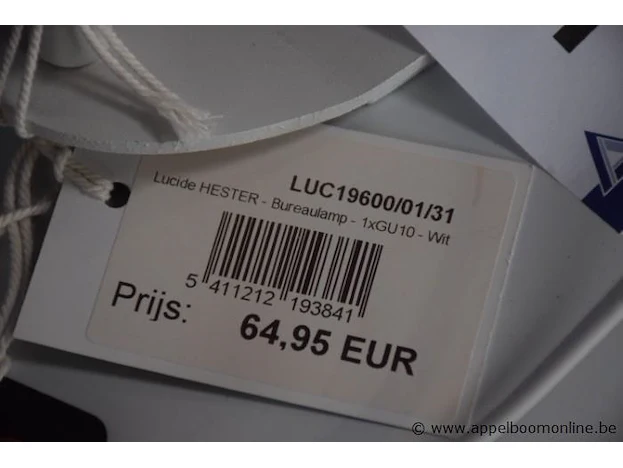 LUC19600/01/31
Lucide HESTER - Bureaulamp - 1xGU10 - Wit
5 411212 193841
Prijs: 64,95 EUR
© www.appelboomonline.be